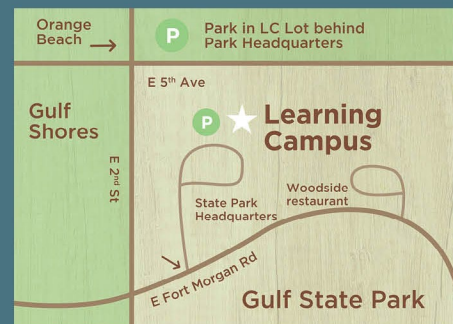 Orange
Beach
P
Park in LC Lot behind
Park Headquarters
E 5th Ave
Gulf
Shores
P
Learning
Campus
E 2nd St
State Park
Headquarters
Woodside
restaurant
E Fort Morgan Rd
Gulf State Park